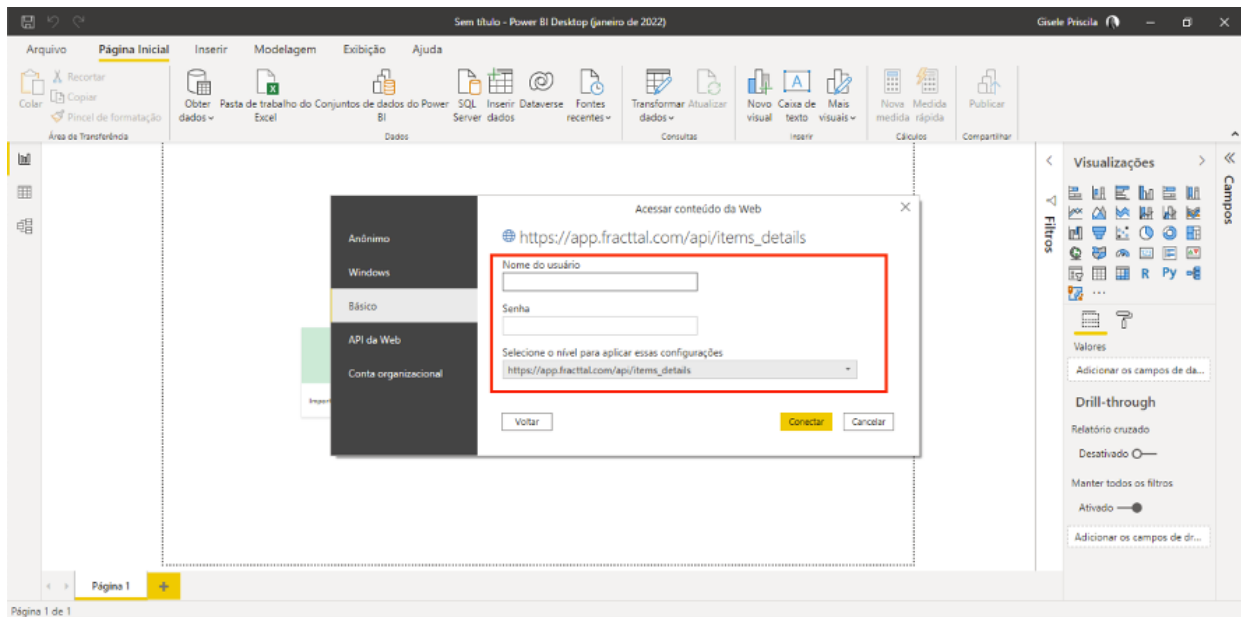 Sem título - Power BI Desktop (janeiro de 2022)
Gisele Priscila
Arquivo Página Inicial Inserir Modelagem Exibição Ajuda
Colar
Recortar
Copiar
Pincel de formatação
Área de Transferência
Obter dados
Pasta de trabalho do Excel
Conjuntos de dados do Power BI
SQL Server
Inserir dados
Dataverse
Fontes recentes
Dados
Transformar dados
Atualizar
Consultas
Novo visual
Caixa de texto
Mais visuais
Inserir
Nova medida
Medida rápida
Cálculos
Publicar
Compartilhar
Acessar conteúdo da Web
Anônimo
Windows
Básico
API da Web
Conta organizacional
https://app.fracttal.com/api/items_details
Nome do usuário
Senha
Selecione o nível para aplicar essas configurações
https://app.fracttal.com/api/items_details
Voltar
Conectar
Cancelar
Import
Filtros
Visualizações
R Py
...
Valores
Adicionar os campos de da...
Drill-through
Relatório cruzado
Desativado
Manter todos os filtros
Ativado
Adicionar os campos de dr...
Campos
Página 1
+
Página 1 de 1